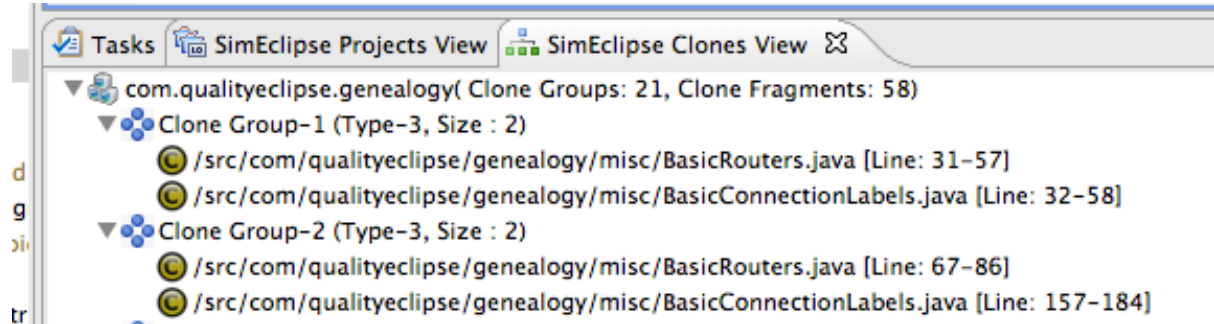 Tasks SimEclipse Projects View SimEclipse Clones View
com.qualityeclipse.genealogy( Clone Groups: 21, Clone Fragments: 58)
Clone Group-1 (Type-3, Size : 2)
/src/com/qualityeclipse/genealogy/misc/BasicRouters.java [Line: 31-57]
/src/com/qualityeclipse/genealogy/misc/BasicConnectionLabels.java [Line: 32-58]
Clone Group-2 (Type-3, Size : 2)
/src/com/qualityeclipse/genealogy/misc/BasicRouters.java [Line: 67-86]
/src/com/qualityeclipse/genealogy/misc/BasicConnectionLabels.java [Line: 157-184]